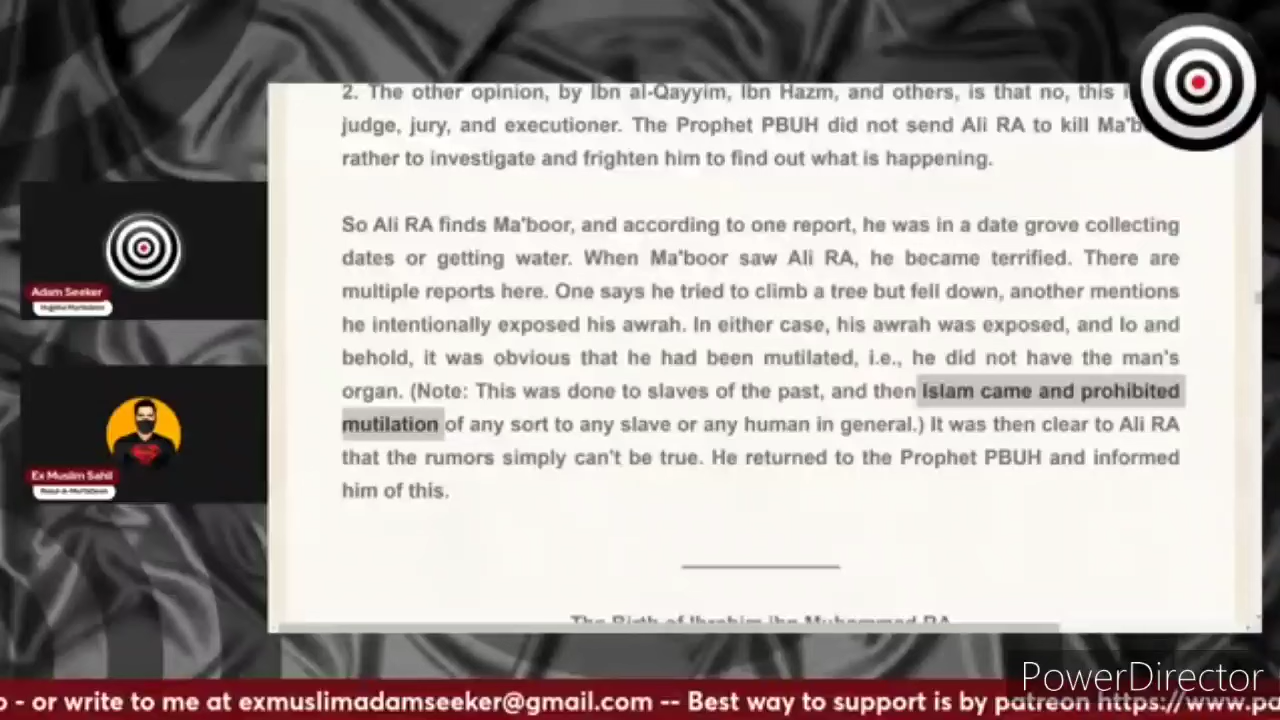 2. The other opinion, by Ibn al-Qayyim, Ibn Hazm, and others, is that no, this
judge, jury, and executioner. The Prophet PBUH did not send Ali RA to kill
rather to investigate and frighten him to find out what is happening.
So Ali RA finds Ma'boor, and according to one report, he was in a date grove collecting
dates or getting water. When Ma'boor saw Ali RA, he became terrified. There are
multiple reports here. One says he tried to climb a tree but fell down, another mentions
he intentionally exposed his awrah. In either case, his awrah was exposed, and lo and
behold, it was obvious that he had been mutilated, i.e., he did not have the man's
organ. (Note: This was done to slaves of the past, and then Islam came and prohibited
mutilation of any sort to any slave or any human in general.) It was then clear to Ali RA
that the rumors simply can't be true. He returned to the Prophet PBUH and informed
him of this.
The Birth of Ibrahim ibn Muhammad RA
Adam Seeker
Ex Muslim Sahil
PowerDirector
o - or write to me at exmuslimadamseeker@gmail.com -- Best way to support is by patreon https://www.pa